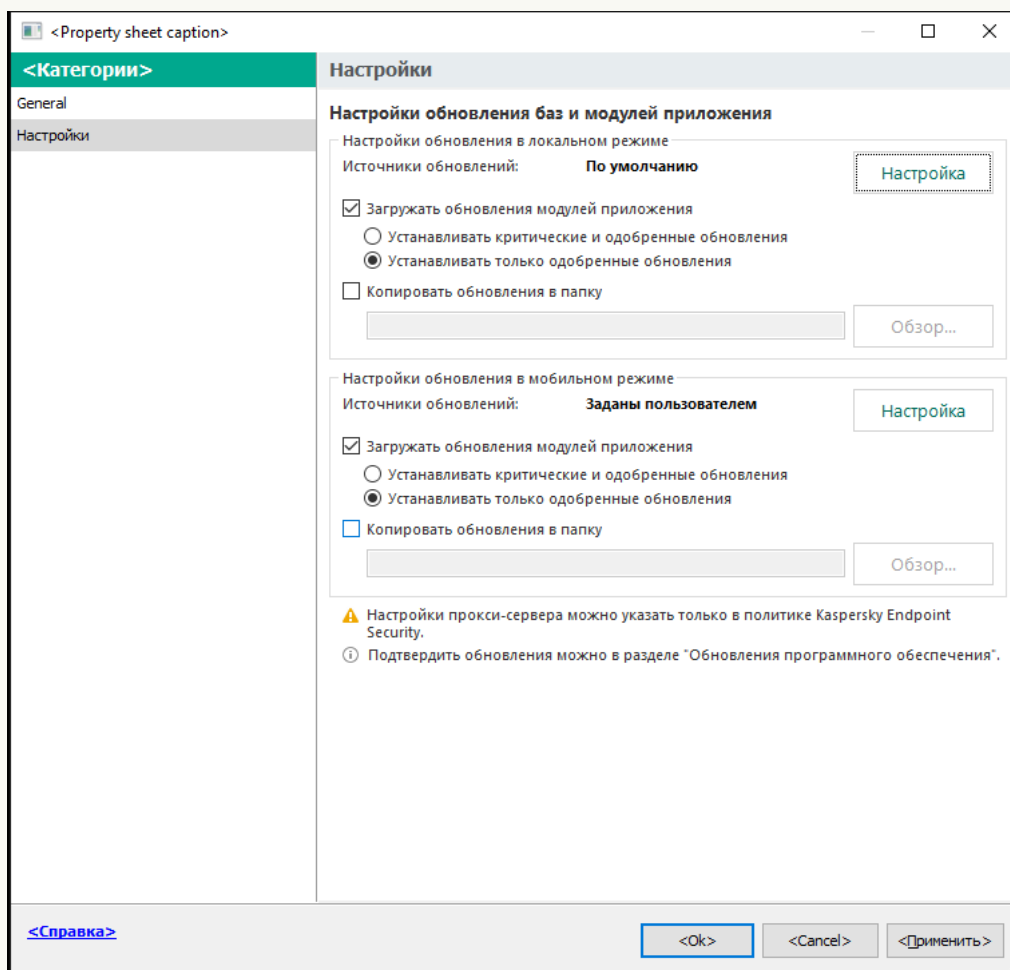 <Property sheet caption>
<Категории>
General
Настройки
Настройки
Настройки обновления баз и модулей приложения
Настройки обновления в локальном режиме
Источники обновлений: По умолчанию
Настройка
Загружать обновления модулей приложения
Устанавливать критические и одобренные обновления
Устанавливать только одобренные обновления
Копировать обновления в папку
Обзор...
Настройки обновления в мобильном режиме
Источники обновлений: Заданы пользователем
Настройка
Загружать обновления модулей приложения
Устанавливать критические и одобренные обновления
Устанавливать только одобренные обновления
Копировать обновления в папку
Обзор...
Настройки прокси-сервера можно указать только в политике Kaspersky Endpoint
Security.
Подтвердить обновления можно в разделе "Обновления программного обеспечения".
<Справка>
<Ok>
<Cancel>
<Применить>